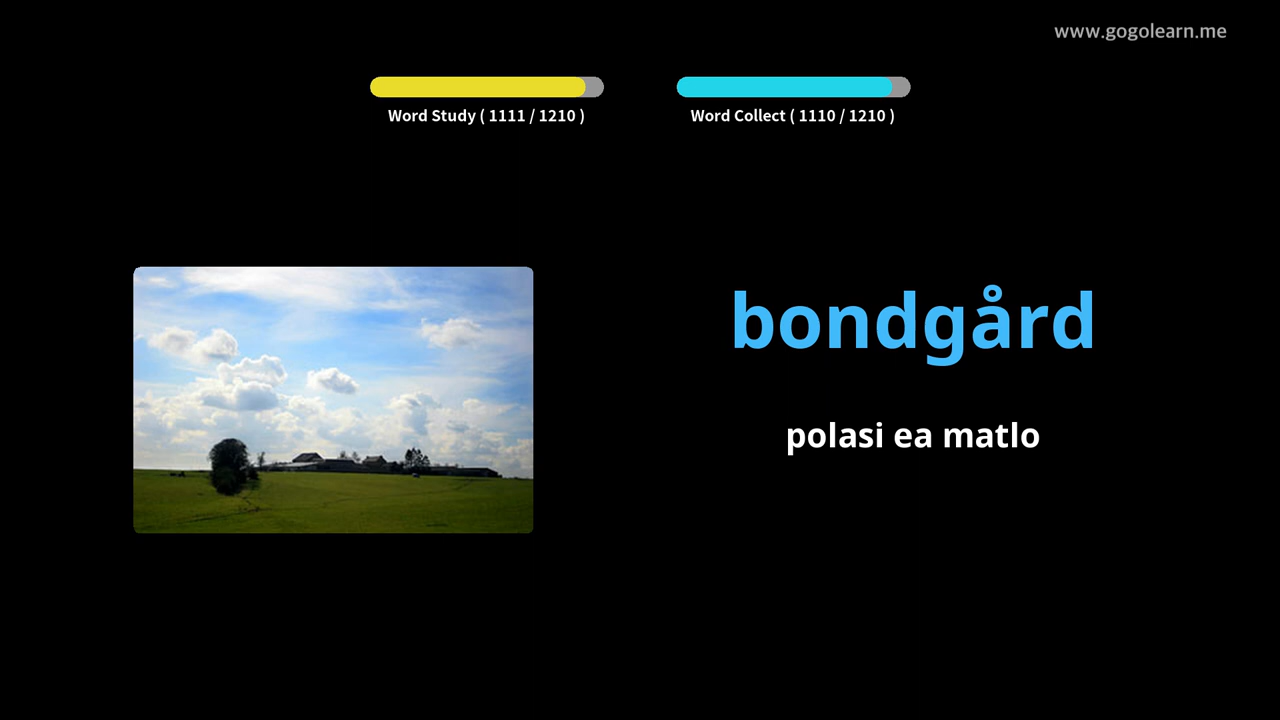 www.gogolearn.me
Word Study ( 1111 / 1210 )
Word Collect ( 1110 / 1210 )
bondgård
polasi ea matlo